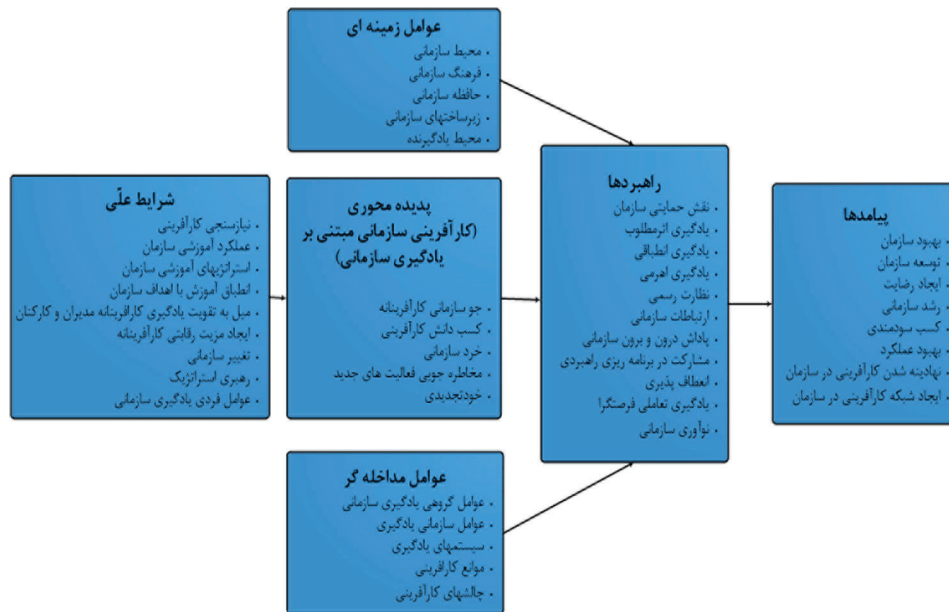 عوامل زمینه ای
• محیط سازمانی
• فرهنگ سازمانی
• حافظه سازمانی
• زیرساختهای سازمانی
• محیط یادگیرنده
شرایط علّی
• نیازسنجی کارآفرینی
• عملکرد آموزشی سازمان
• استراتژیهای آموزشی سازمان
• انطباق آموزش با اهداف سازمان
• میل به تقویت یادگیری کارافرینانه مدیران و کارکنان
• ایجاد مزیت رقابتی کارآفرینانه
• تغییر سازمانی
• رهبری استراتژیک
• عوامل فردی یادگیری سازمانی
پدیده محوری
(کارآفرینی سازمانی مبتنی بر
یادگیری سازمانی)
• جو سازمانی کارآفرینانه
• کسب دانش کارآفرینی
• خرد سازمانی
• مخاطره جویی فعالیت های جدید
• خودتجدیدی
عوامل مداخله گر
• عوامل گروهی یادگیری سازمانی
• عوامل سازمانی یادگیری
• سیستمهای یادگیری
• موانع کارافرینی
• چالشهای کارآفرینی
راهبردها
• نقش حمایتی سازمان
• یادگیری اثرمطلوب
• یادگیری انطباقی
• یادگیری اهرمی
• نظارت رسمی
• ارتباطات سازمانی
• پاداش درون و برون سازمانی
• مشارکت در برنامه ریزی راهبردی
• انعطاف پذیری
• یادگیری تعاملی فرصتگرا
• نوآوری سازمانی
پیامدها
• بهبود سازمان
• توسعه سازمان
• ایجاد رضایت
• رشد سازمانی
• کسب سودمندی
• بهبود عملکرد
• نهادینه شدن کارآفرینی در سازمان
• ایجاد شبکه کارآفرینی در سازمان